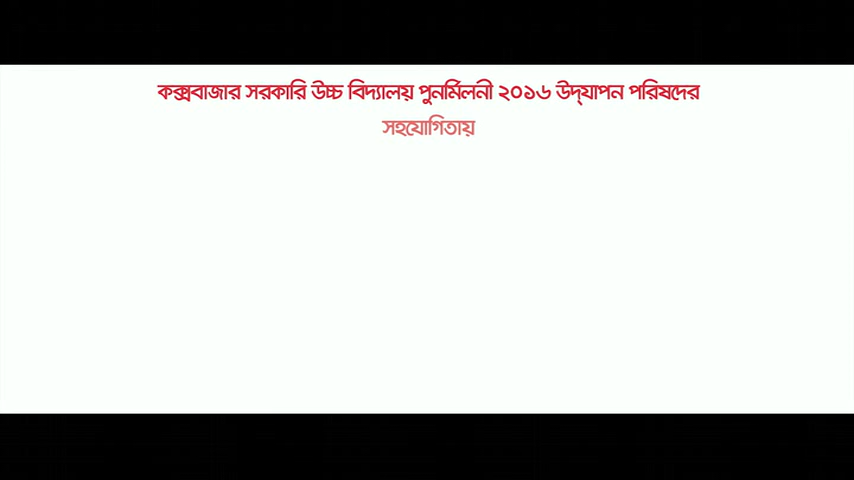 কক্সবাজার সরকারি উচ্চ বিদ্যালয় পুনর্মিলনী ২০১৬ উদ্‌যাপন পরিষদের
সহযোগিতায়